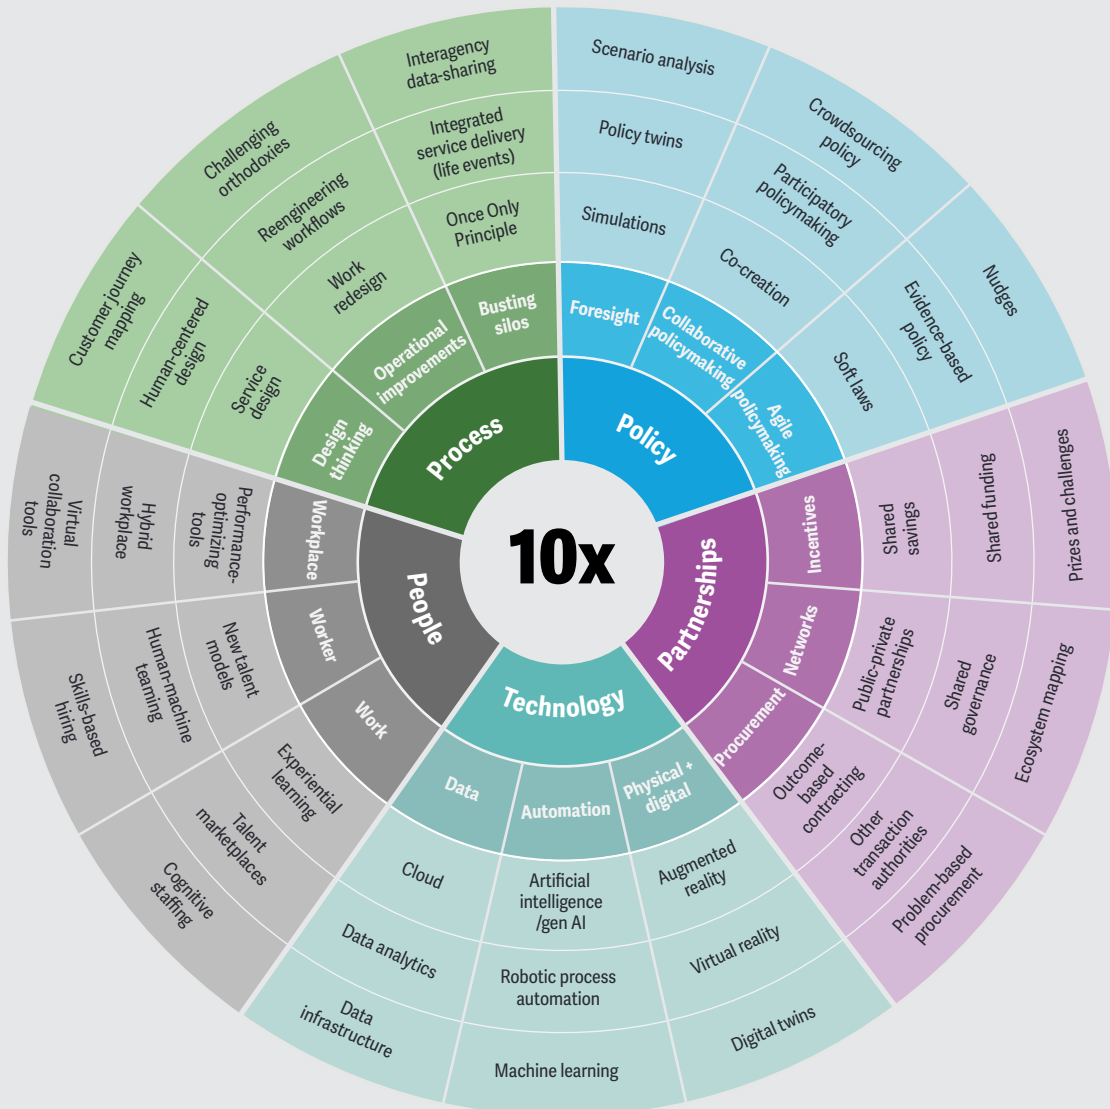 10x
Process
Busting
silos
Once Only
Principle
Integrated
service delivery
(life events)
Interagency
data-sharing
Operational
improvements
Work
redesign
Reengineering
workflows
Challenging
orthodoxies
Design
thinking
Service
design
Human-centered
design
Customer journey
mapping
Policy
Foresight
Simulations
Policy twins
Scenario analysis
Collaborative
policymaking
Co-creation
Participatory
policymaking
Crowdsourcing
policy
Agile
policymaking
Soft laws
Evidence-based
policy
Nudges
Partnerships
Incentives
Shared
savings
Shared funding
Prizes and challenges
Networks
Public-private
partnerships
Shared
governance
Ecosystem mapping
Procurement
Outcome-
based
contracting
Other
transaction
authorities
Problem-based
procurement
Technology
Physical +
digital
Augmented
reality
Virtual reality
Digital twins
Automation
Artificial
intelligence
/gen AI
Robotic process
automation
Machine learning
Data
Cloud
Data analytics
Data
infrastructure
People
Work
Experiential
learning
Talent
marketplaces
Cognitive
staffing
Worker
New talent
models
Human-machine
teaming
Skills-based
hiring
Workplace
Performance-
optimizing
tools
Hybrid
workplace
Virtual
collaboration
tools